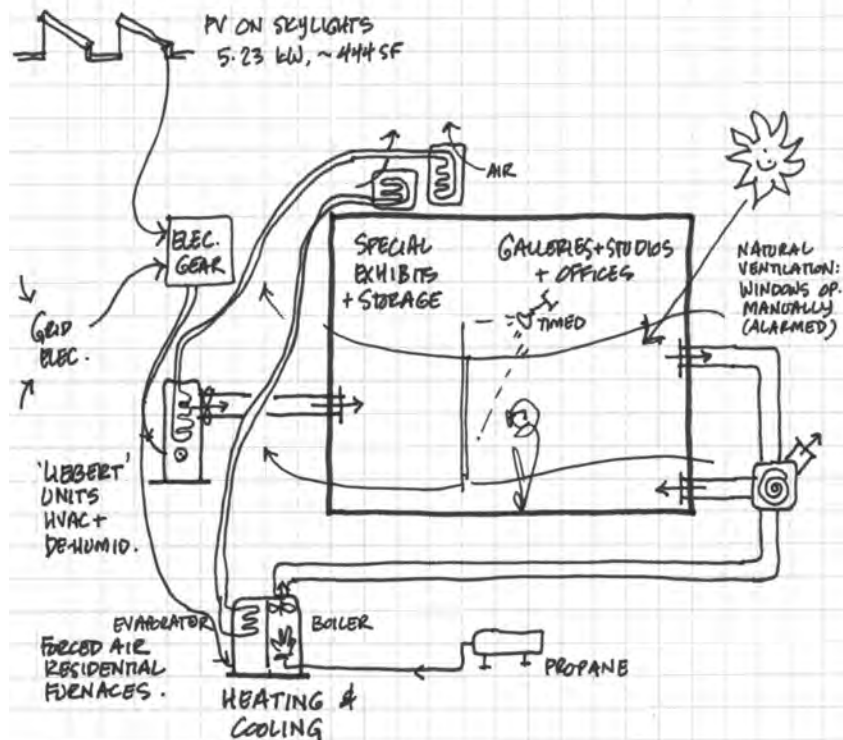 PV ON SKYLIGHTS
5.23 kW, ~ 444 SF
AIR
ELEC.
GEAR
SPECIAL
EXHIBITS
+ STORAGE
GALLERIES + STUDIOS
+ OFFICES
TIMED
NATURAL
VENTILATION:
WINDOWS OP.
MANUALLY
(ALARMED)
GRID
ELEC.
'LIEBERT'
UNITS
HVAC +
DE-HUMID.
EVAPORATOR
BOILER
FORCED AIR
RESIDENTIAL
FURNACES.
PROPANE
HEATING &
COOLING